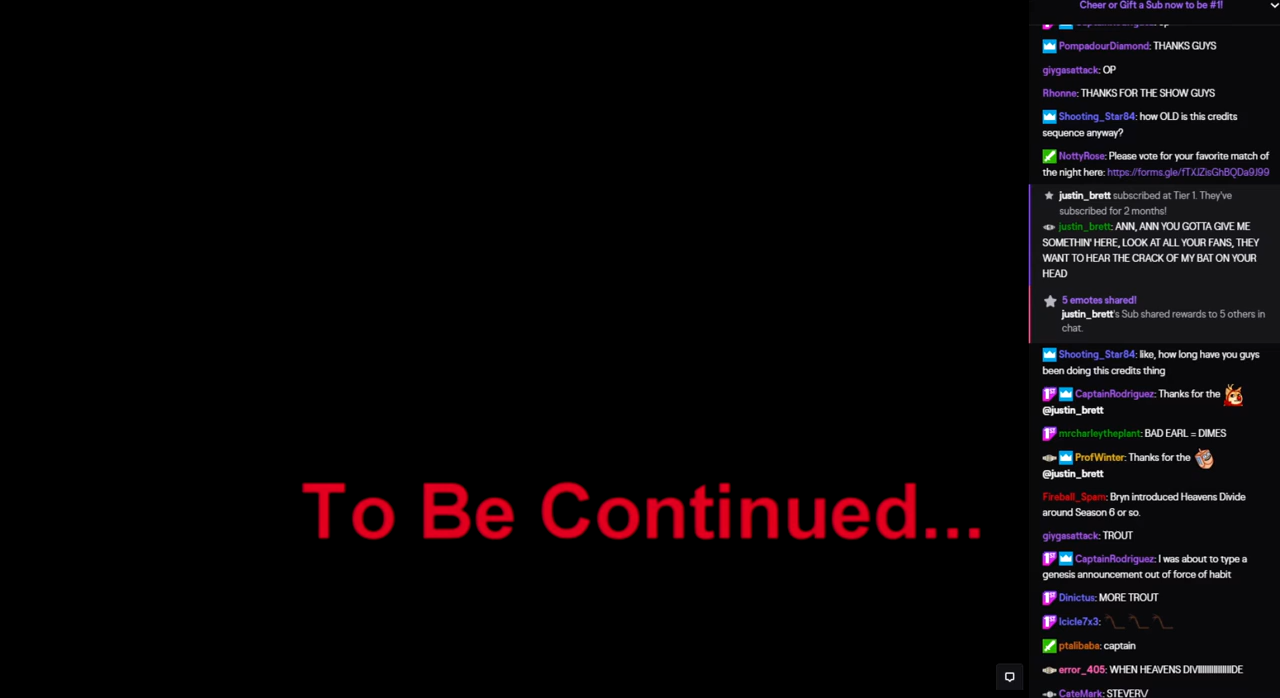 Cheer or Gift a Sub now to be #1!
PompadourDiamond: THANKS GUYS
giygasattack: OP
Rhonne: THANKS FOR THE SHOW GUYS
Shooting_Star84: how OLD is this credits
sequence anyway?
NottyRose: Please vote for your favorite match of
the night here: https://forms.gle/fTXJZisGhBQDa9J99
justin_brett subscribed at Tier 1. They've
subscribed for 2 months!
justin_brett: ANN, ANN YOU GOTTA GIVE ME
SOMETHIN' HERE, LOOK AT ALL YOUR FANS, THEY
WANT TO HEAR THE CRACK OF MY BAT ON YOUR
HEAD
5 emotes shared!
justin_brett's Sub shared rewards to 5 others in
chat.
Shooting_Star84: like, how long have you guys
been doing this credits thing
CaptainRodriguez: Thanks for the
@justin_brett
mrcharleytheplant: BAD EARL = DIMES
ProfWinter: Thanks for the
@justin_brett
Fireball_Spam: Bryn introduced Heavens Divide
around Season 6 or so.
giygasattack: TROUT
CaptainRodriguez: I was about to type a
genesis announcement out of force of habit
Dinictus: MORE TROUT
Icicle7x3:
ptalibaba: captain
error_405: WHEN HEAVENS DIVIIIIIIIIIIIIIIIIDE
CateMark: STEVERV/
To Be Continued...